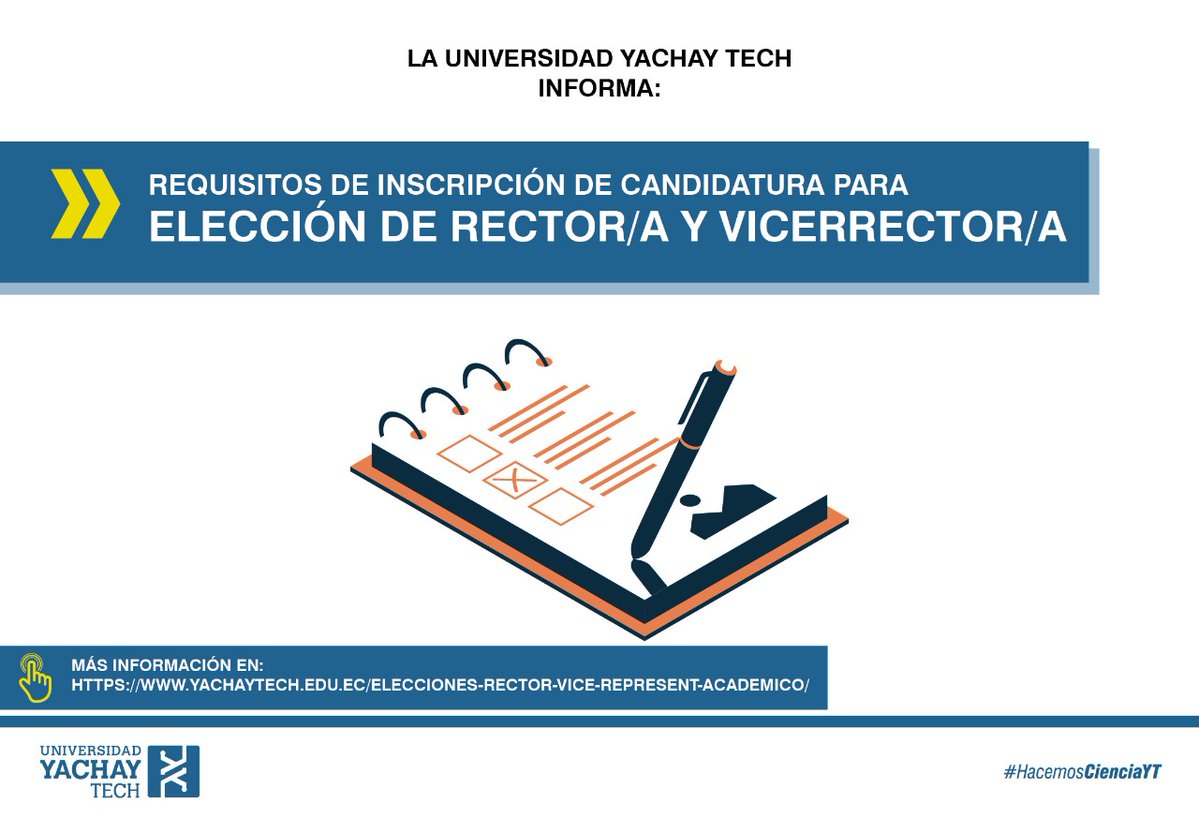 LA UNIVERSIDAD YACHAY TECH
INFORMA:
REQUISITOS DE INSCRIPCIÓN DE CANDIDATURA PARA
ELECCIÓN DE RECTOR/A Y VICERRECTOR/A
MÁS INFORMACIÓN EN:
HTTPS://WWW.YACHAYTECH.EDU.EC/ELECCIONES-RECTOR-VICE-REPRESENT-ACADEMICO/
UNIVERSIDAD
YACHAY
TECH
#HacemosCienciaYT